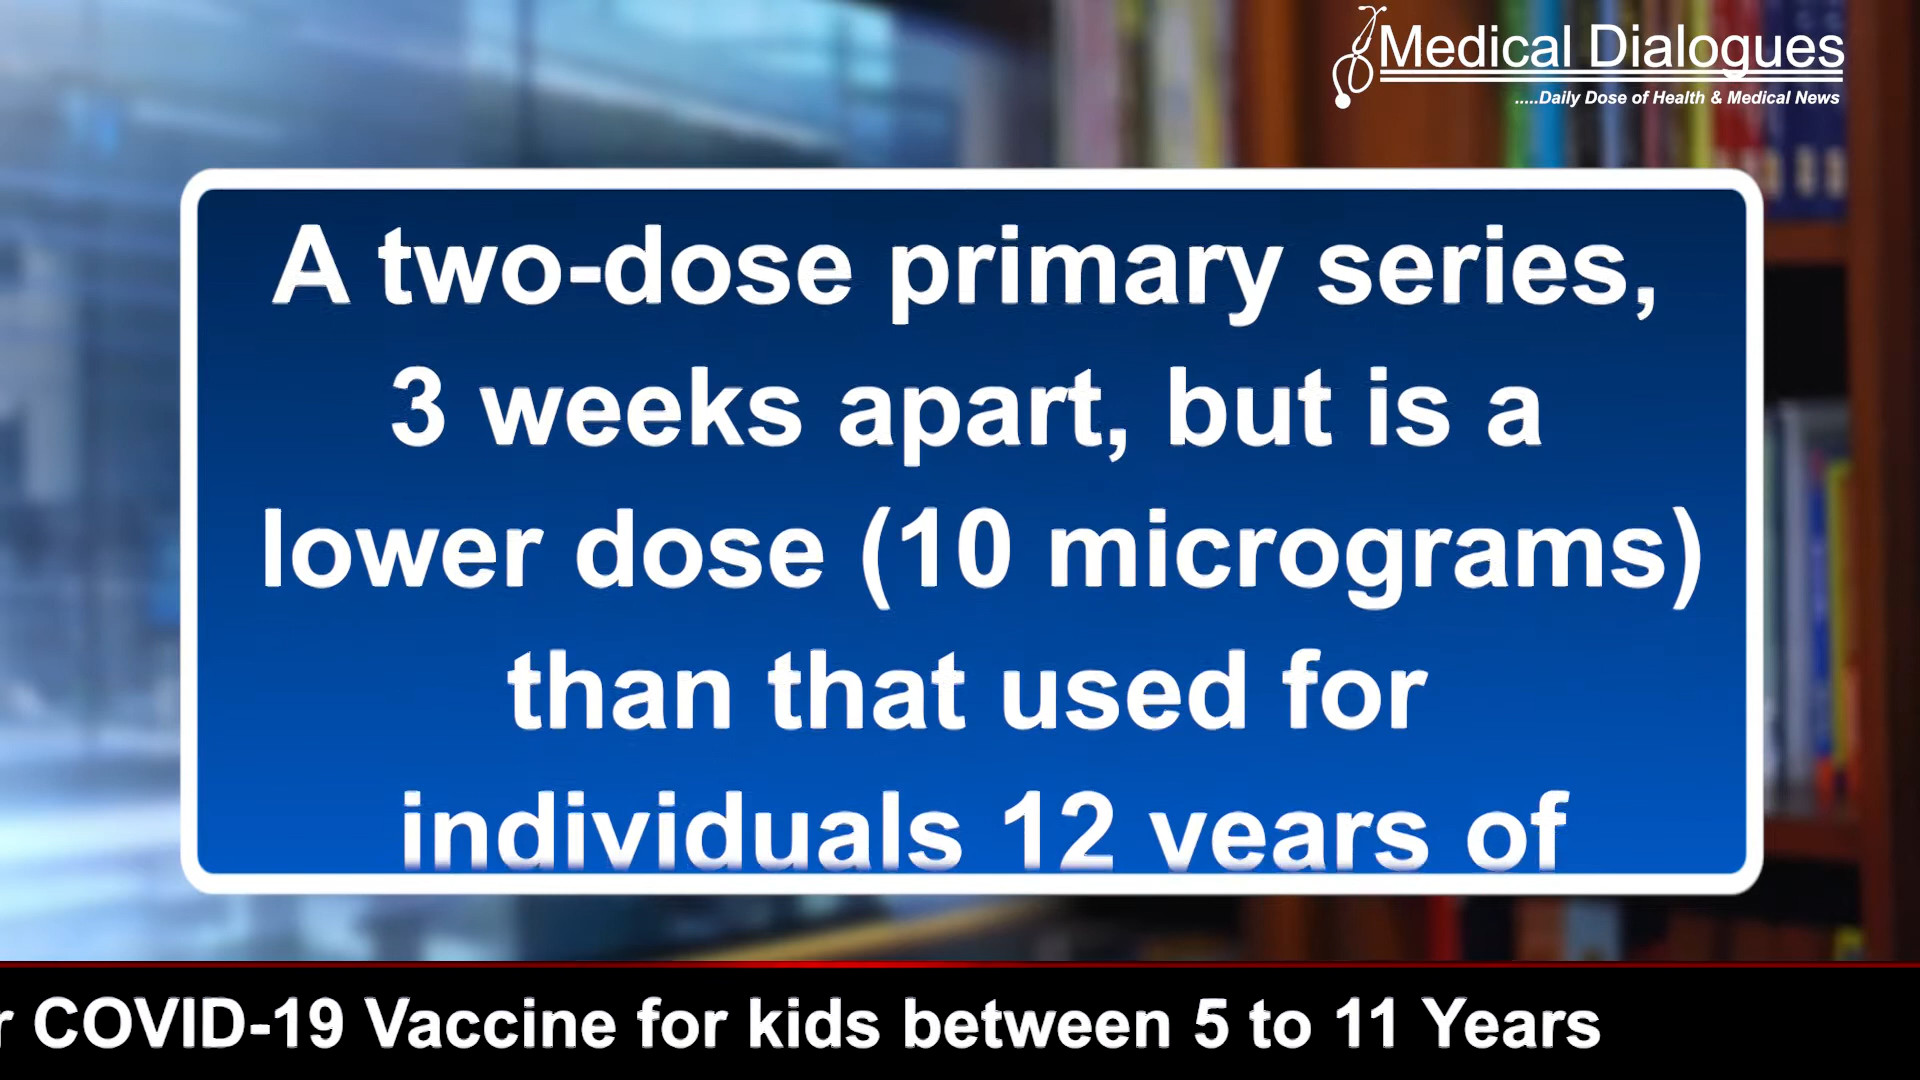 Medical Dialogues
.....Daily Dose of Health & Medical News
A two-dose primary series,
3 weeks apart, but is a
lower dose (10 micrograms)
than that used for
individuals 12 years of
r COVID-19 Vaccine for kids between 5 to 11 Years